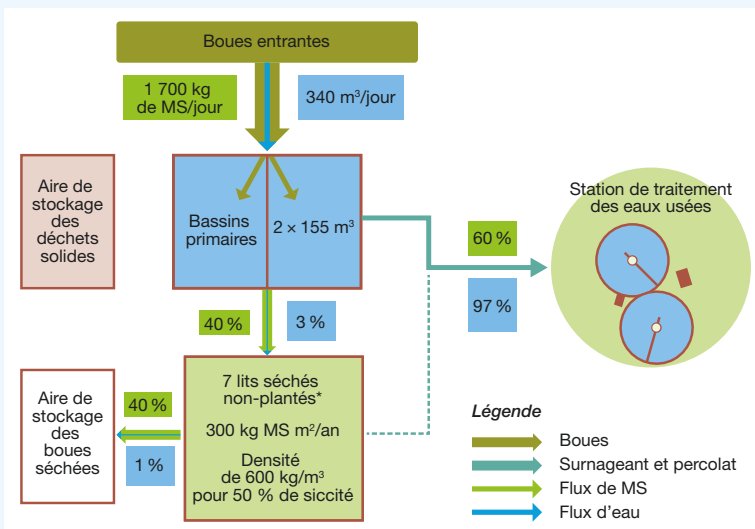 Boues entrantes
1 700 kg
de MS/jour
340 m³/jour
Aire de
stockage
des
déchets
solides
Bassins
primaires
2 × 155 m³
60 %
97 %
Station de traitement
des eaux usées
40 %
3 %
Aire de
stockage
des
boues
séchées
40 %
1 %
7 lits séchés
non-plantés*
300 kg MS m²/an
Densité
de 600 kg/m³
pour 50 % de siccité
Légende
Boues
Surnageant et percolat
Flux de MS
Flux d'eau